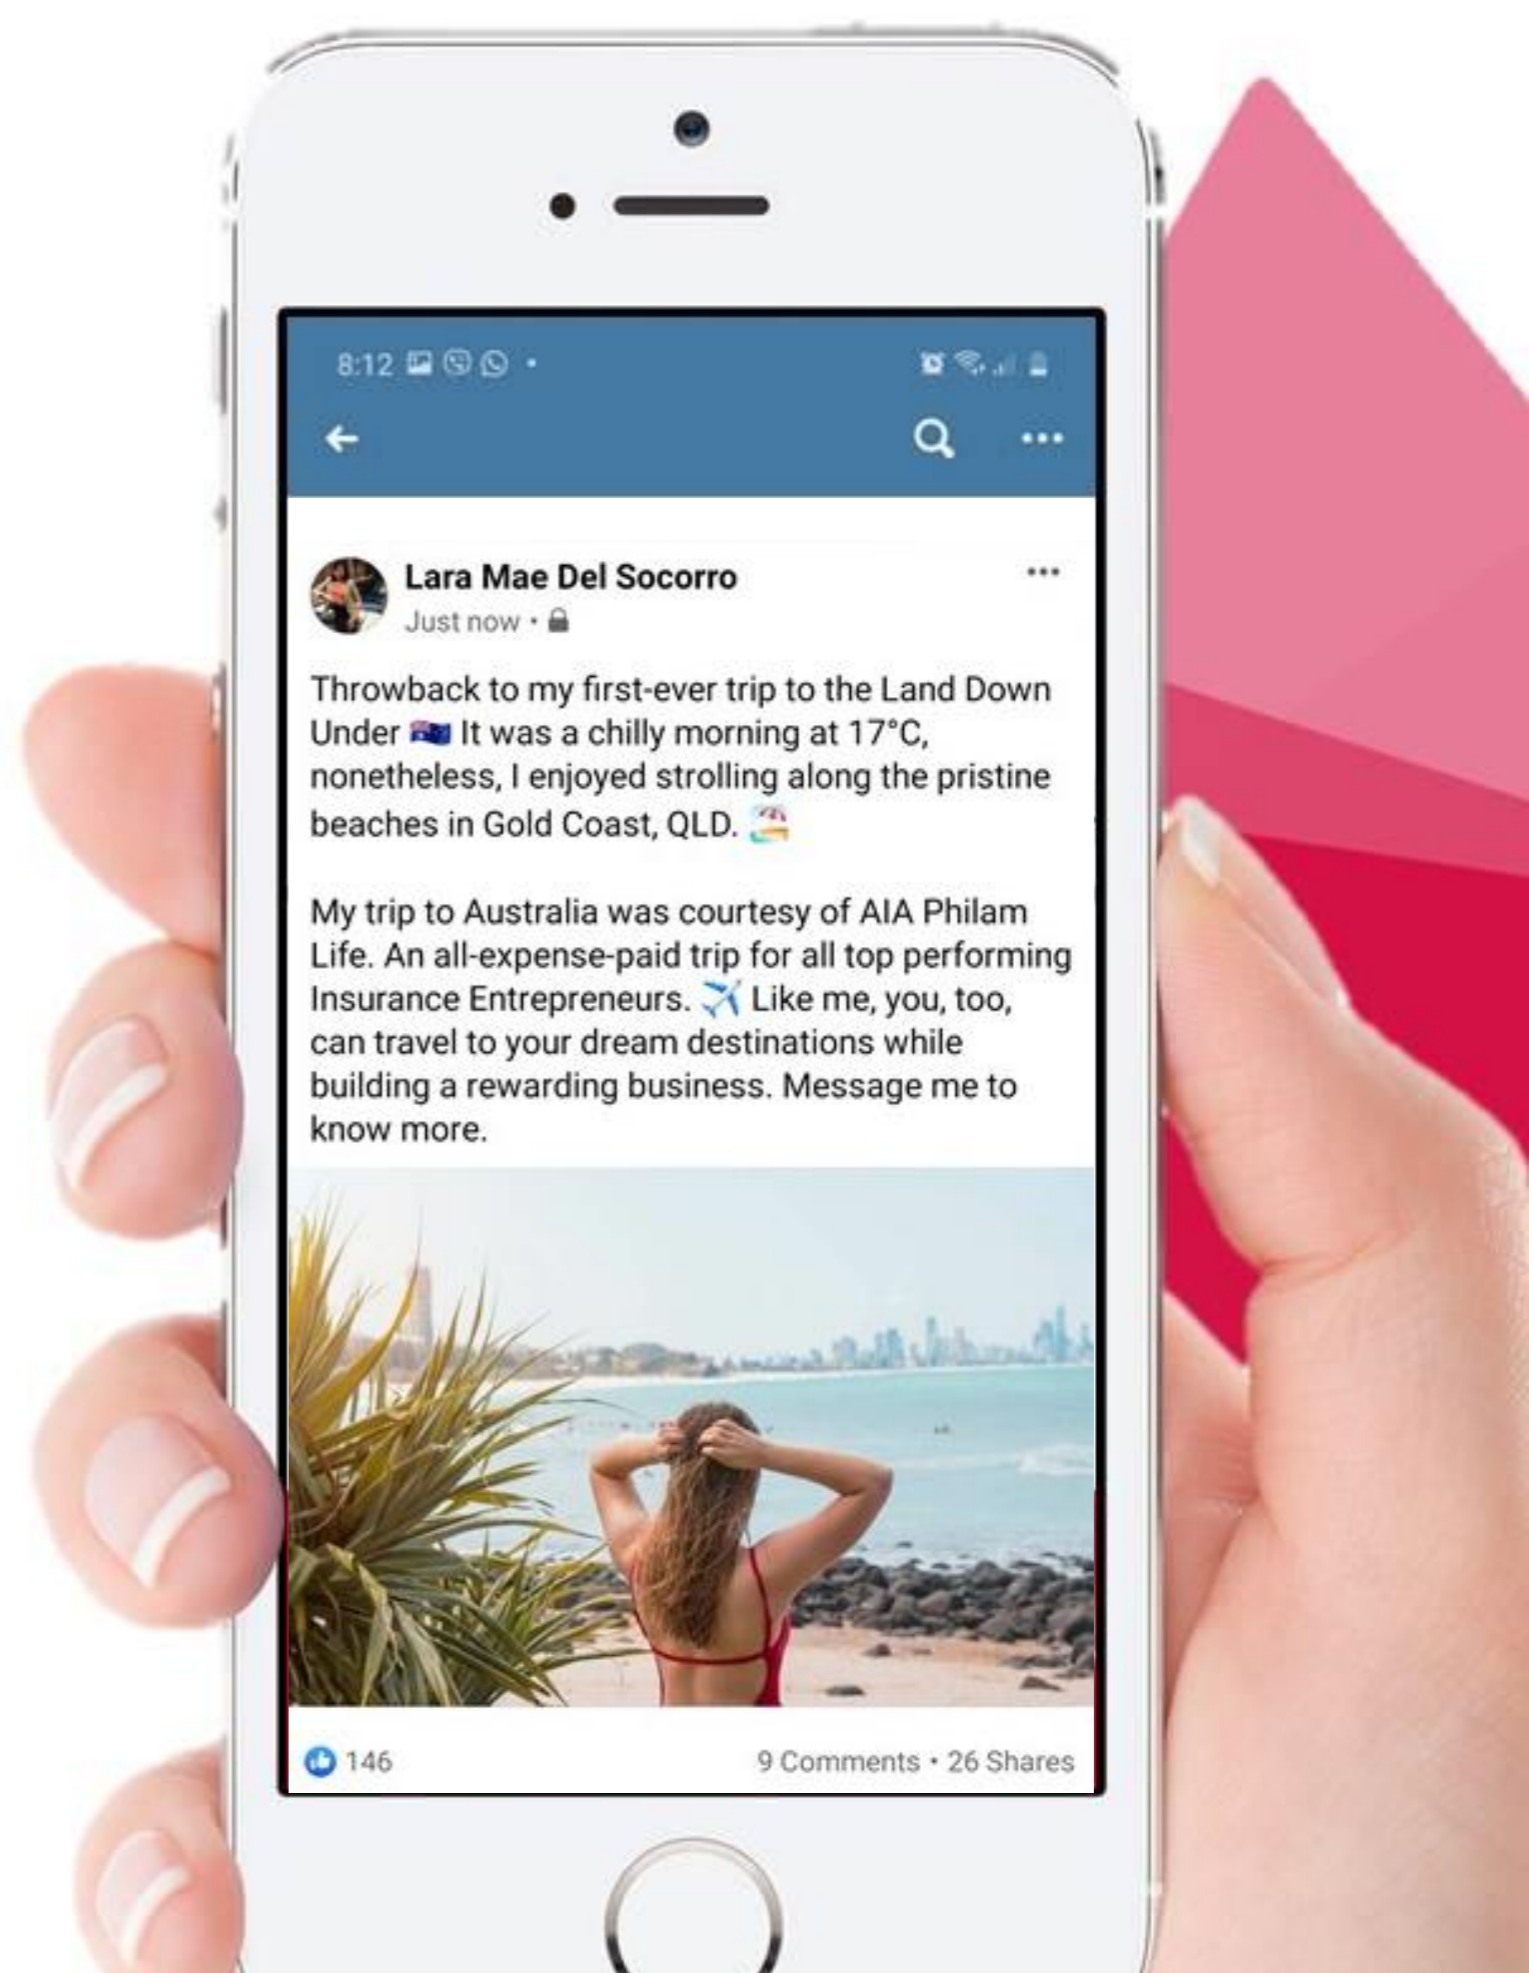 8:12
Lara Mae Del Socorro
Just now •
Throwback to my first-ever trip to the Land Down
Under 🇦🇺 It was a chilly morning at 17°C,
nonetheless, I enjoyed strolling along the pristine
beaches in Gold Coast, QLD. 🏖️
My trip to Australia was courtesy of AIA Philam
Life. An all-expense-paid trip for all top performing
Insurance Entrepreneurs. ✈️ Like me, you, too,
can travel to your dream destinations while
building a rewarding business. Message me to
know more.
146
9 Comments • 26 Shares